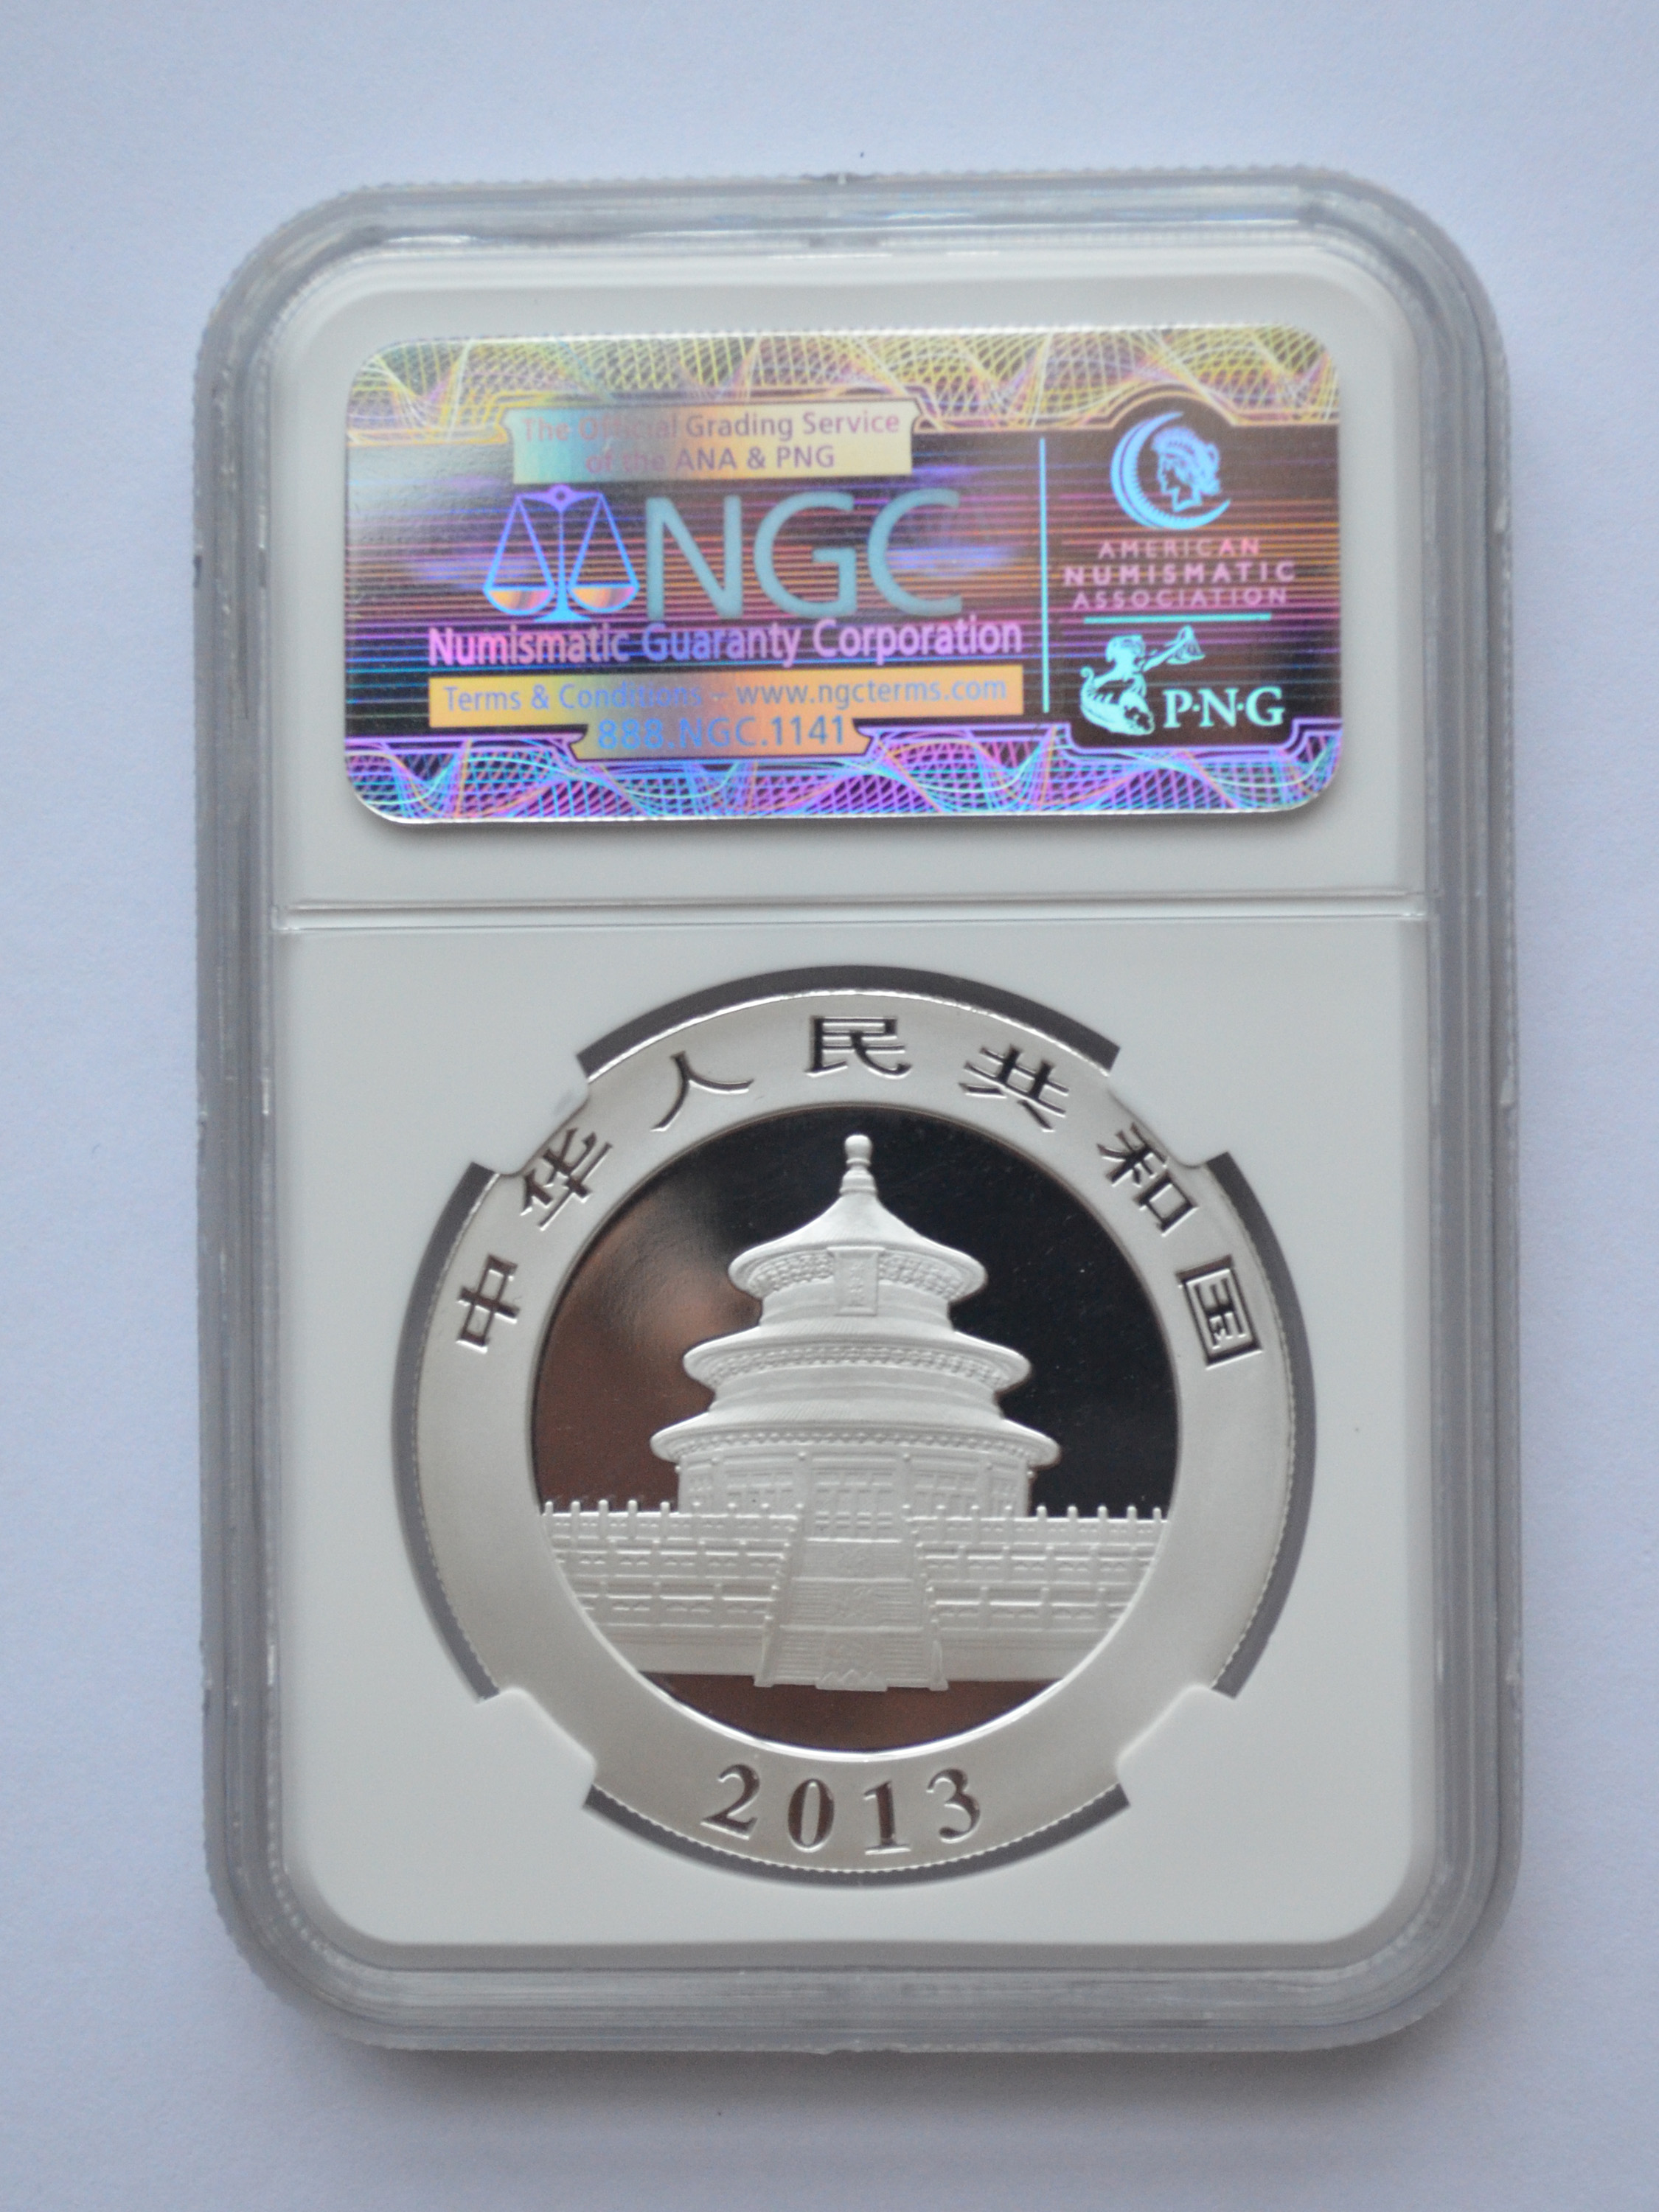 The Official Grading Service
of the ANA & PNG
NGC
Numismatic Guaranty Corporation
Terms & Conditions - www.ngcterms.com
888.NGC.1141
AMERICAN
NUMISMATIC
ASSOCIATION
P·N·G
中华人民共和国
2013